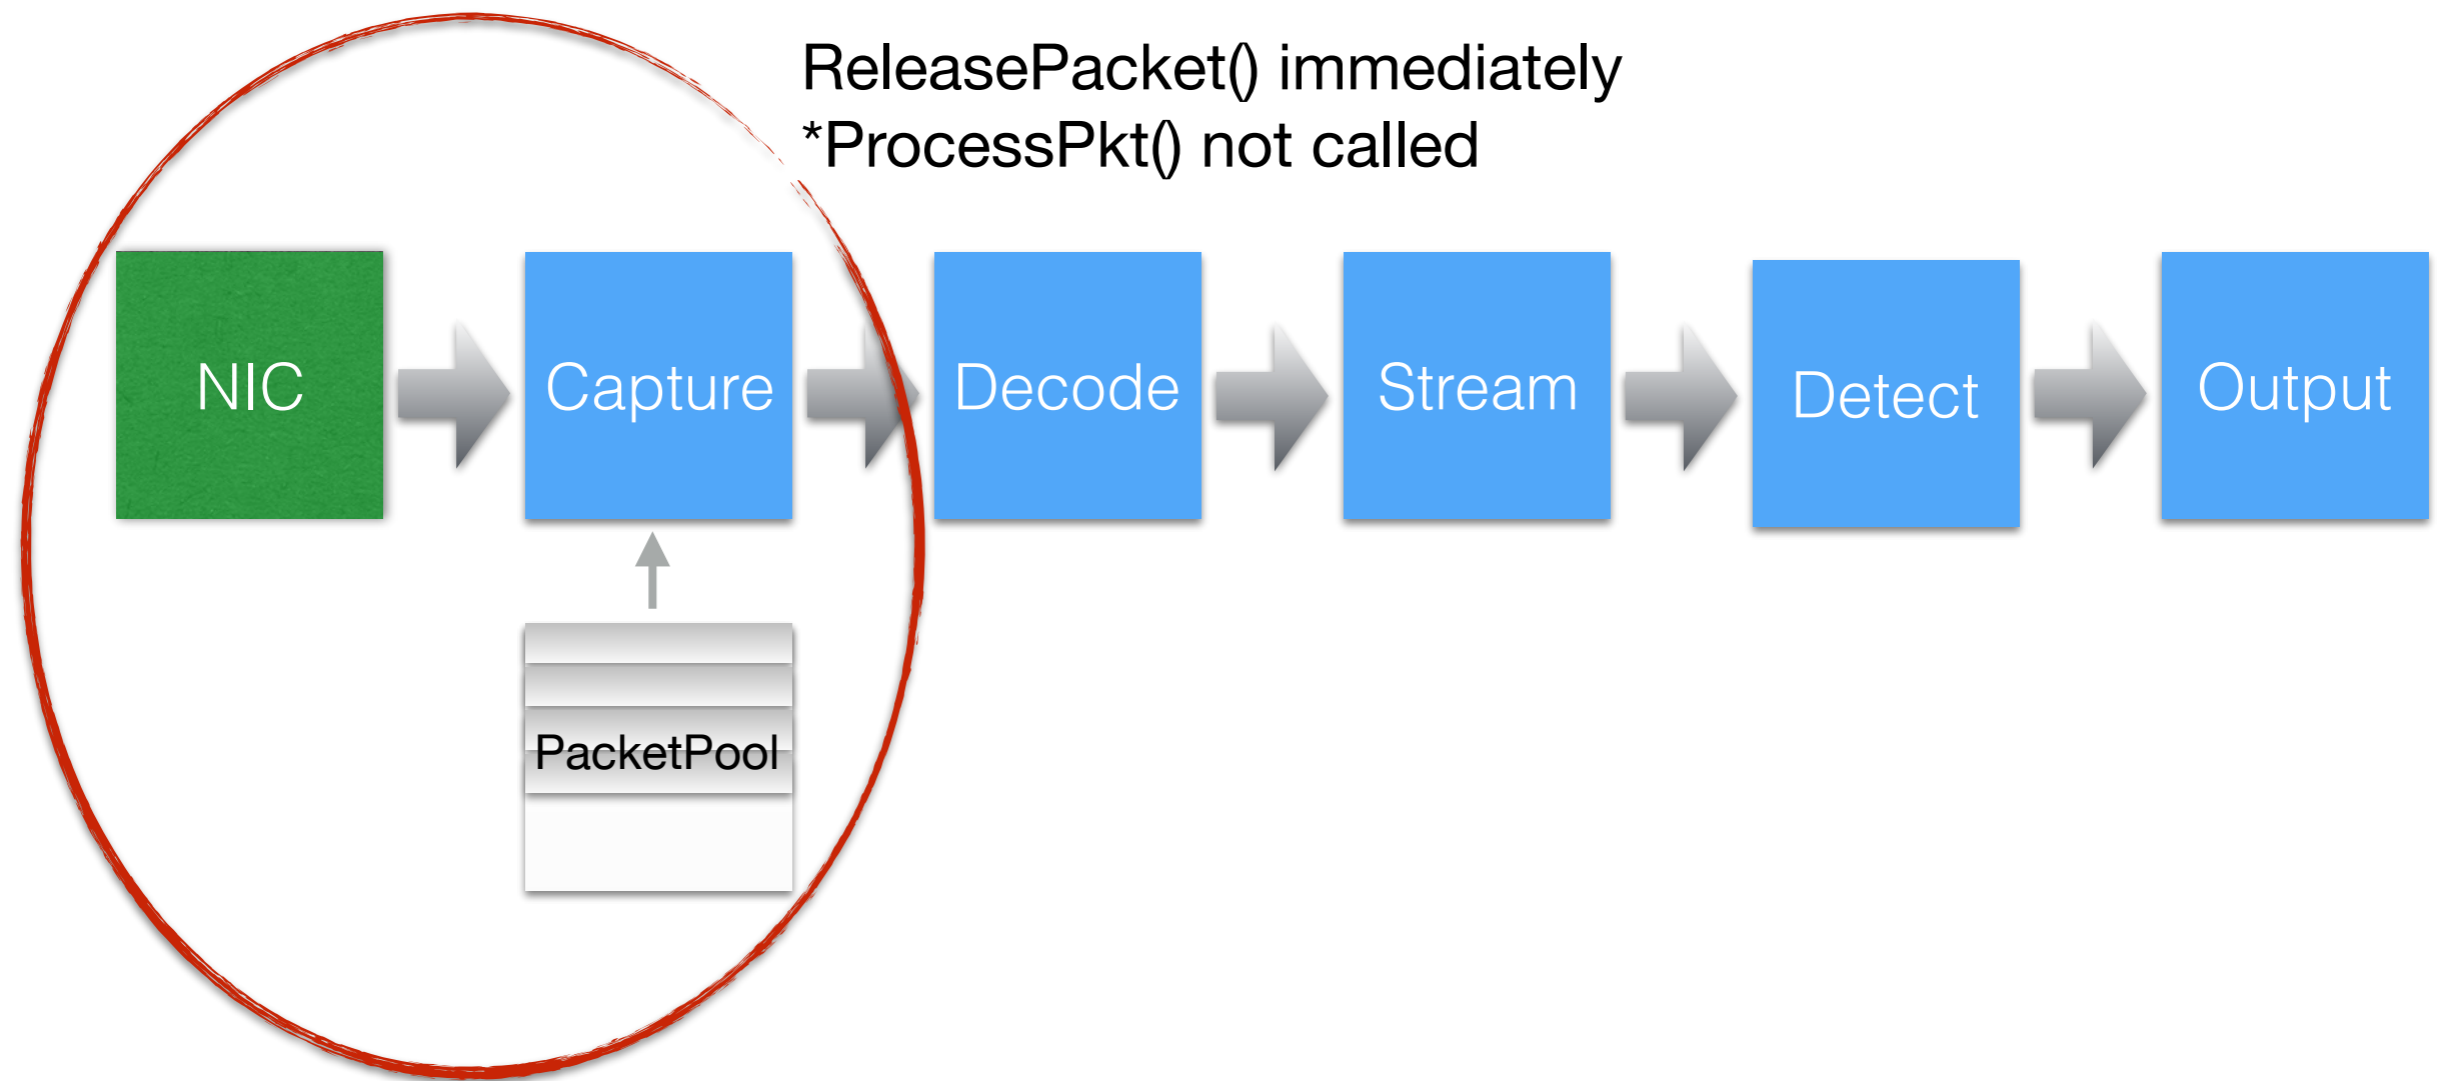 ReleasePacket() immediately
*ProcessPkt() not called
NIC
Capture
Decode
Stream
Detect
Output
PacketPool